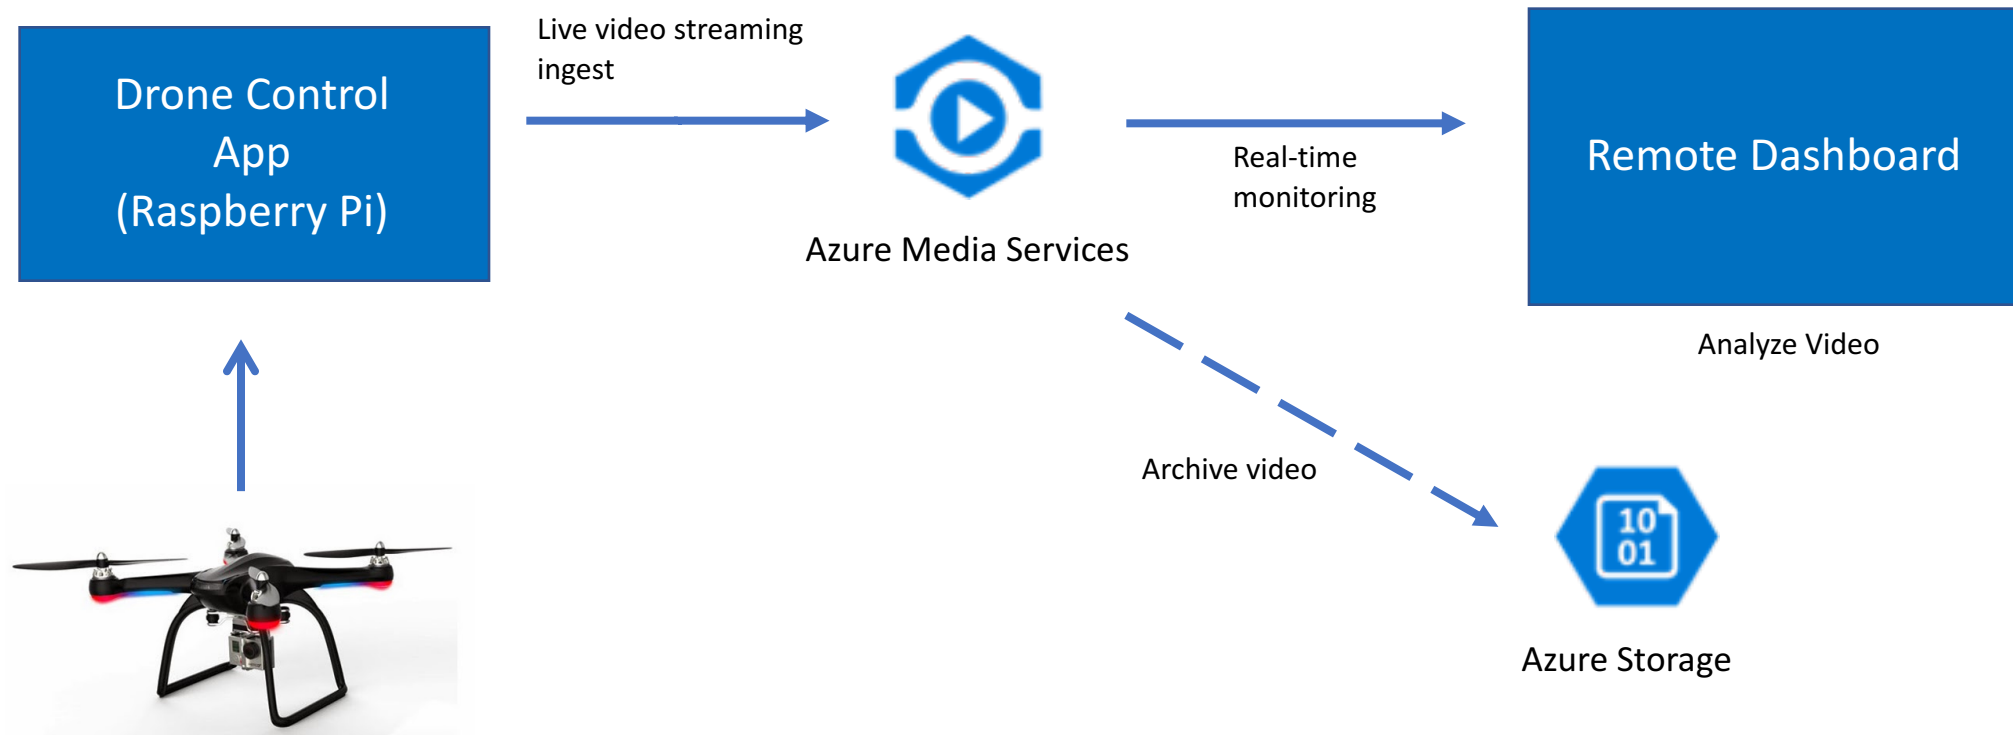 Drone Control
App
(Raspberry Pi)
Live video streaming
ingest
Azure Media Services
Real-time
monitoring
Remote Dashboard
Analyze Video
Archive video
10
01
Azure Storage